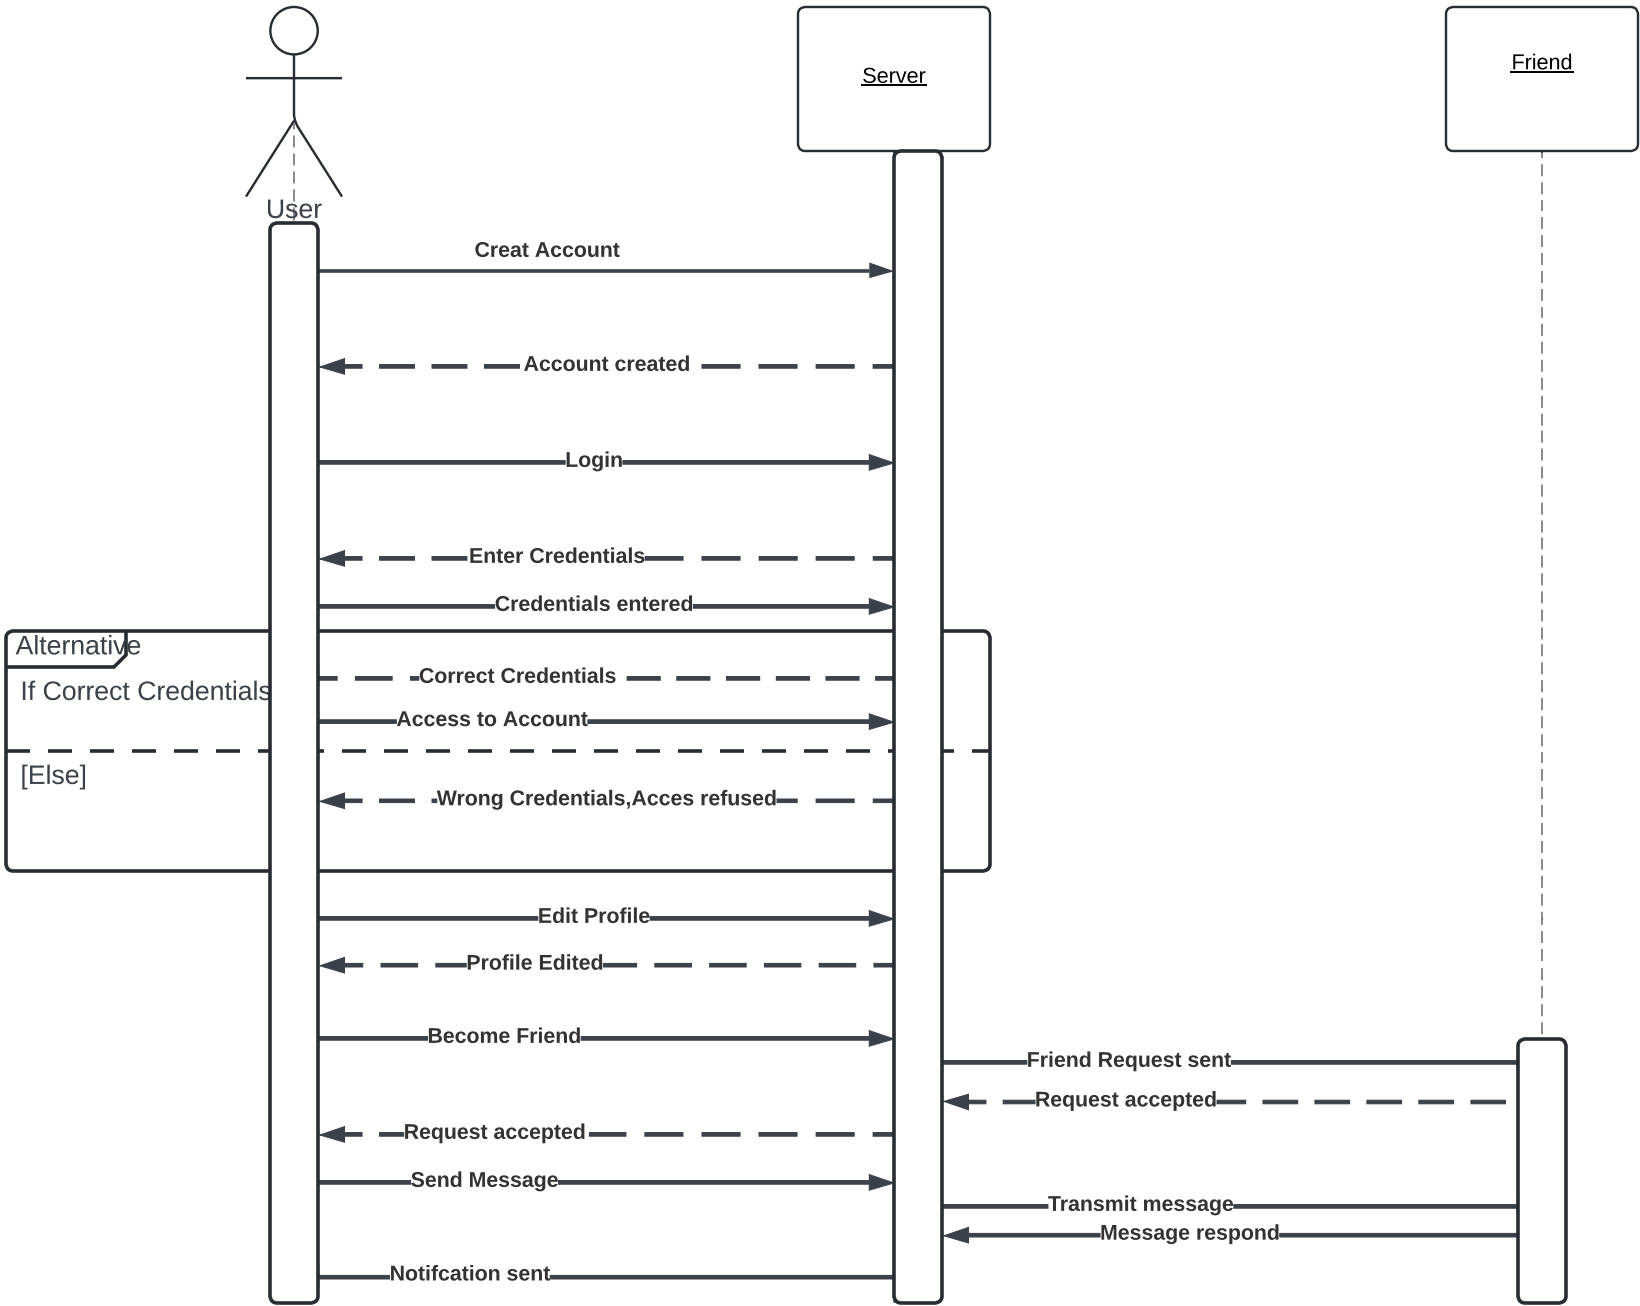 Server
Friend
User
Creat Account
Account created
Login
Enter Credentials
Credentials entered
Alternative
Correct Credentials
If Correct Credentials
Access to Account
[Else]
Wrong Credentials,Acces refused
Edit Profile
Profile Edited
Become Friend
Friend Request sent
Request accepted
Request accepted
Send Message
Transmit message
Message respond
Notifcation sent